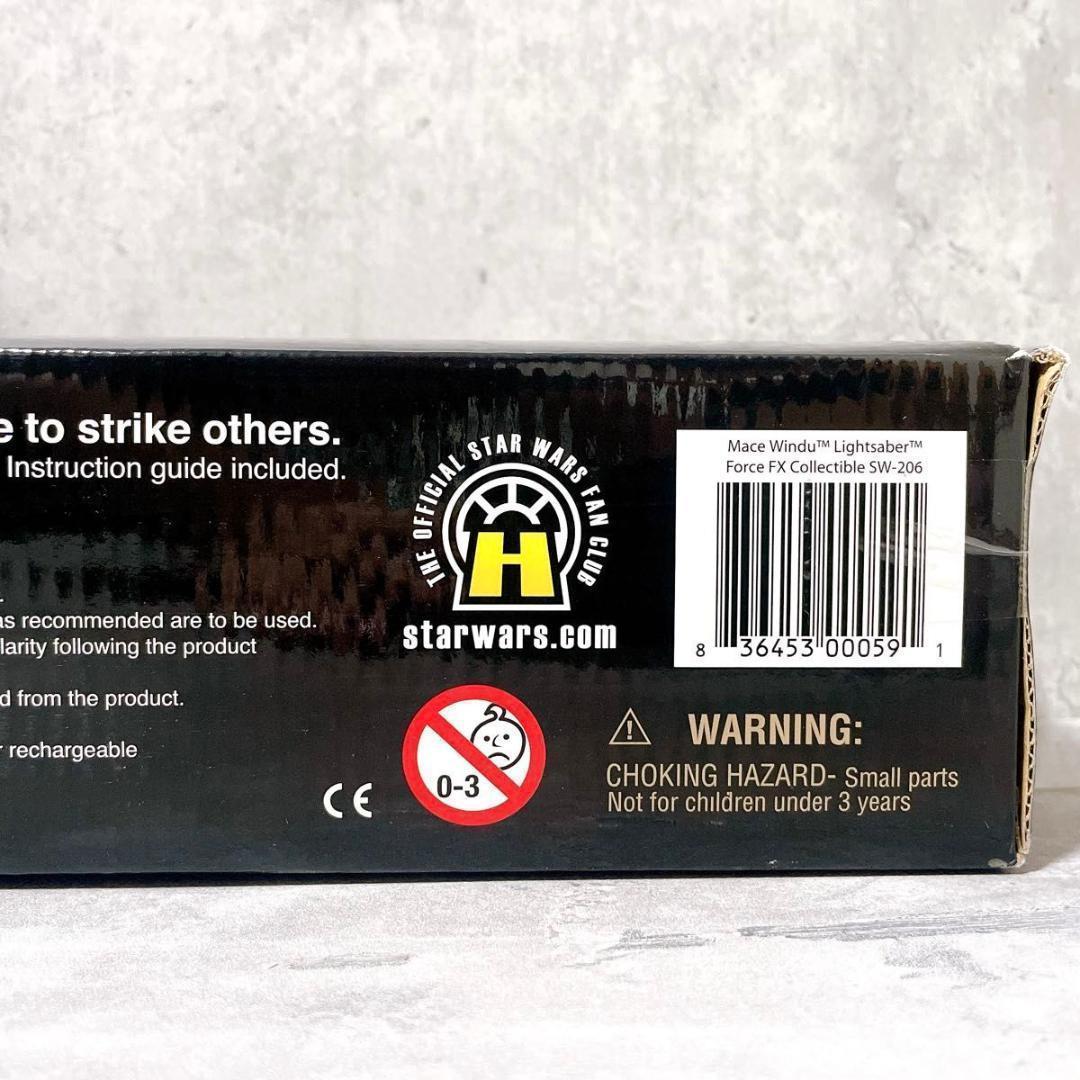 e to strike others.
Instruction guide included.
as recommended are to be used.
larity following the product
d from the product.
r rechargeable
CE
THE OFFICIAL STAR WARS FAN CLUB
H
starwars.com
0-3
Mace Windu™ Lightsaber™
Force FX Collectible SW-206
8 36453 00059 1
WARNING:
CHOKING HAZARD- Small parts
Not for children under 3 years